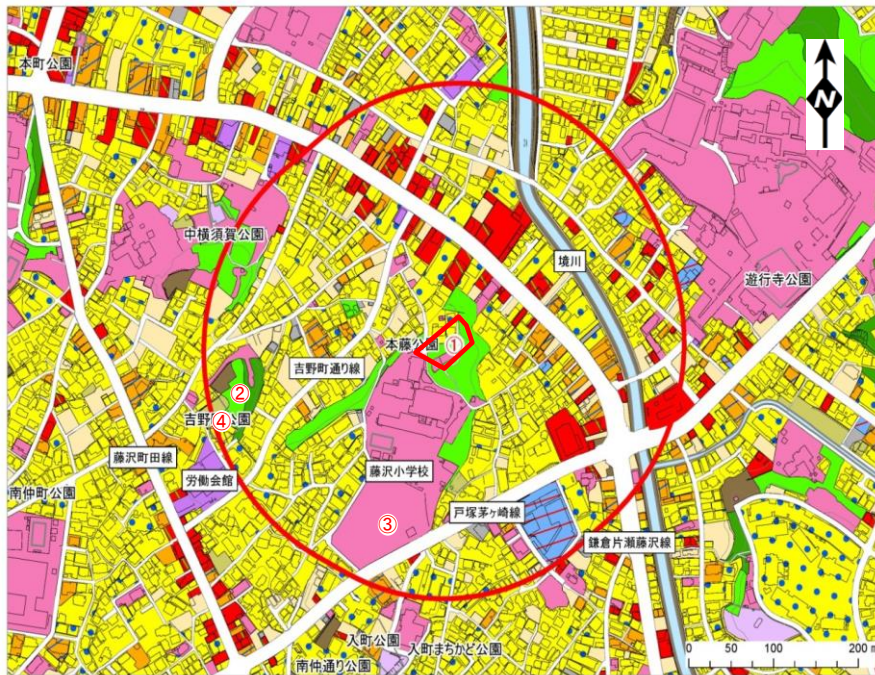 本町公園
N
中横須賀公園
境川
遊行寺公園
本藤公園
①
吉野町通り線
②
吉野町公園
④
藤沢町田線
労働会館
藤沢小学校
南仲町公園
戸塚茅ヶ崎線
③
鎌倉片瀬藤沢線
入町公園
入町まちかど公園
南仲通り公園
0 50 100 200 m